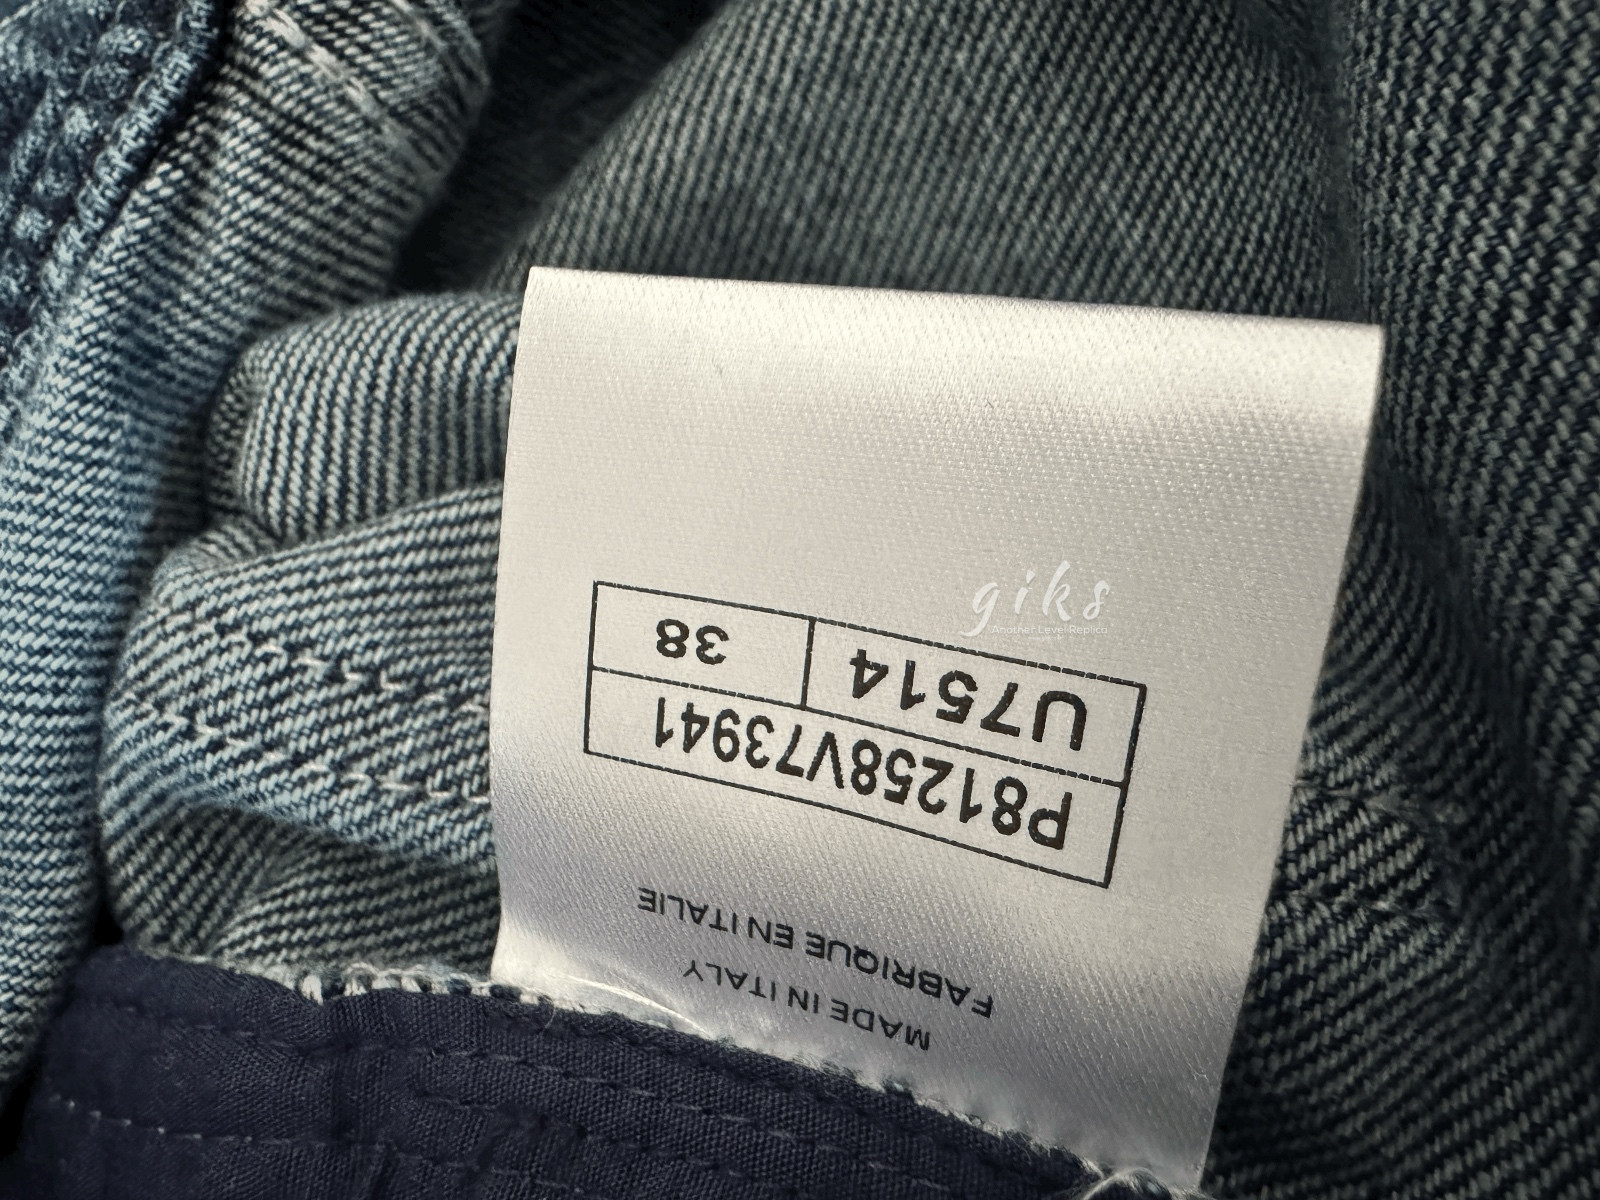 MADE IN ITALY
FABRIQUE EN ITALIE
P81258V73941
U7514 38
giks
Another Level Replica